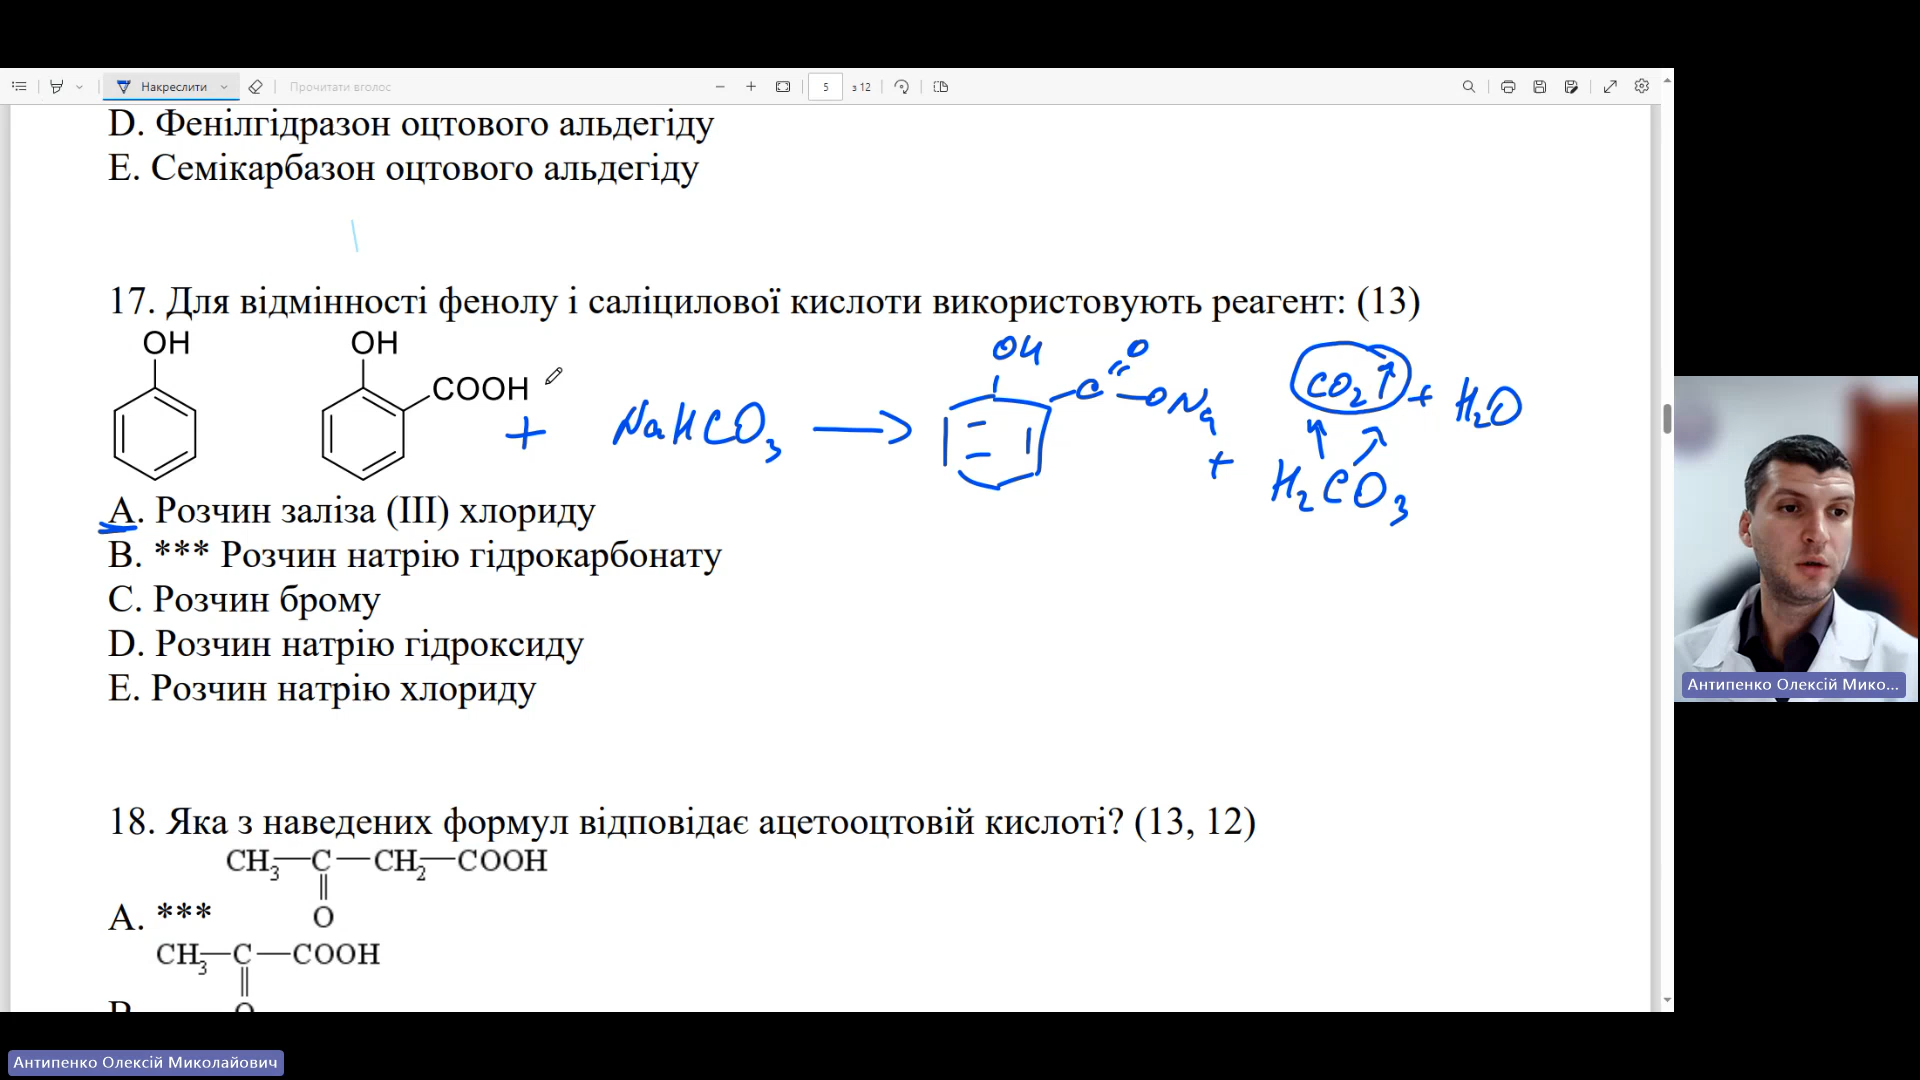 Накреслити
Прочитати вголос
5
з 12
D. Фенілгідразон оцтового альдегіду
E. Семікарбазон оцтового альдегіду
17. Для відмінності фенолу і саліцилової кислоти використовують реагент: (13)
OH
OH
COOH
+ NaHCO3 →
OH
C
O
ONa
+
CO2↑ + H2O
H2CO3
A. Розчин заліза (III) хлориду
B. *** Розчин натрію гідрокарбонату
C. Розчин брому
D. Розчин натрію гідроксиду
E. Розчин натрію хлориду
18. Яка з наведених формул відповідає ацетооцтовій кислоті? (13, 12)
CH3—C—CH2—COOH
O
A. ***
CH3—C—COOH
Антипенко Олексій Мико...
Антипенко Олексій Миколайович